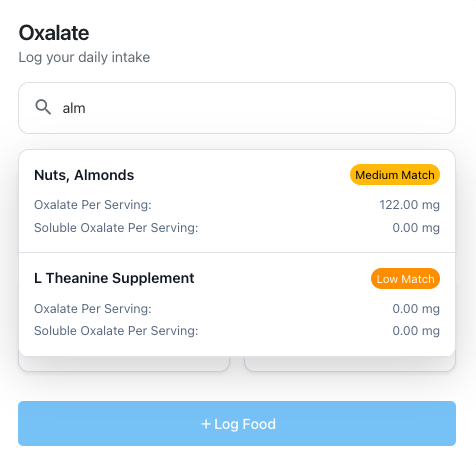 Oxalate
Log your daily intake
alm
Nuts, Almonds Medium Match
Oxalate Per Serving: 122.00 mg
Soluble Oxalate Per Serving: 0.00 mg
L Theanine Supplement Low Match
Oxalate Per Serving: 0.00 mg
Soluble Oxalate Per Serving: 0.00 mg
+ Log Food